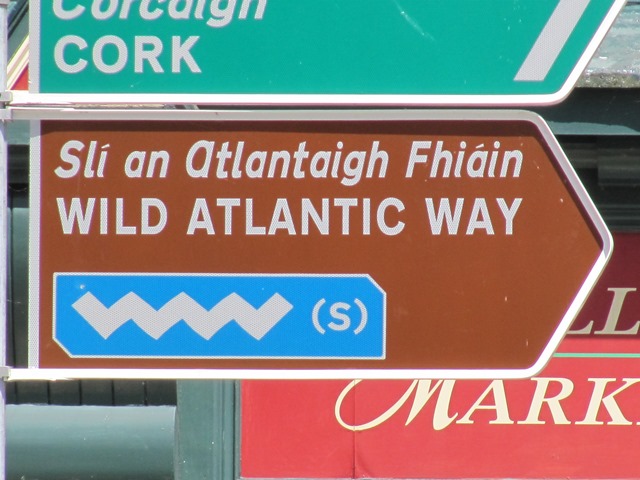 Corcaigh
CORK
Slí an Atlantaigh Fhiáin
WILD ATLANTIC WAY
(S)